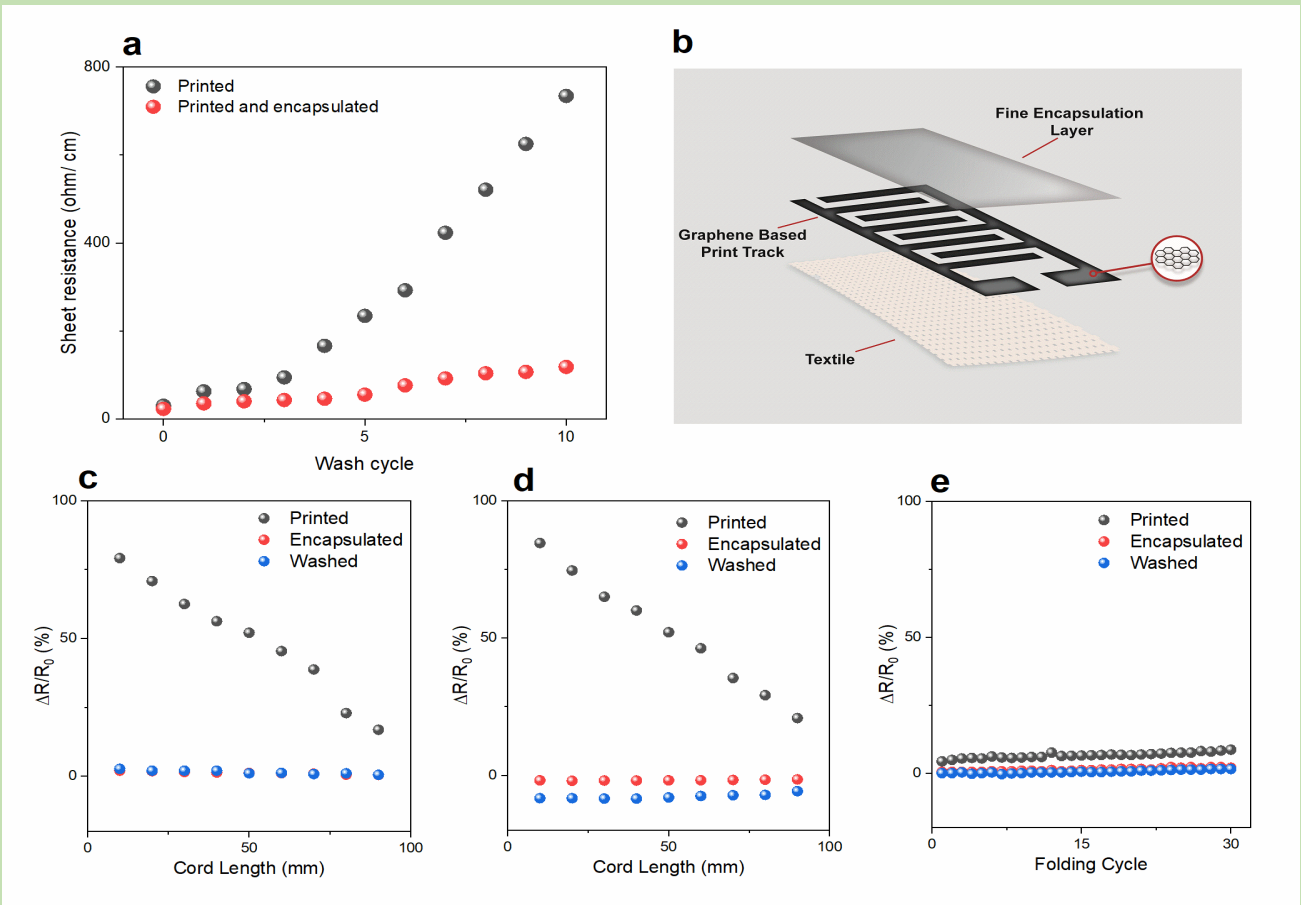 a
800
400
0
Sheet resistance (ohm/ cm)
Printed
Printed and encapsulated
0
5
10
Wash cycle
b
Fine Encapsulation
Layer
Graphene Based
Print Track
Textile
c
100
50
0
ΔR/R0 (%)
Printed
Encapsulated
Washed
0
50
100
Cord Length (mm)
d
100
50
0
ΔR/R0 (%)
Printed
Encapsulated
Washed
0
50
100
Cord Length (mm)
e
100
50
0
ΔR/R0 (%)
Printed
Encapsulated
Washed
0
15
30
Folding Cycle